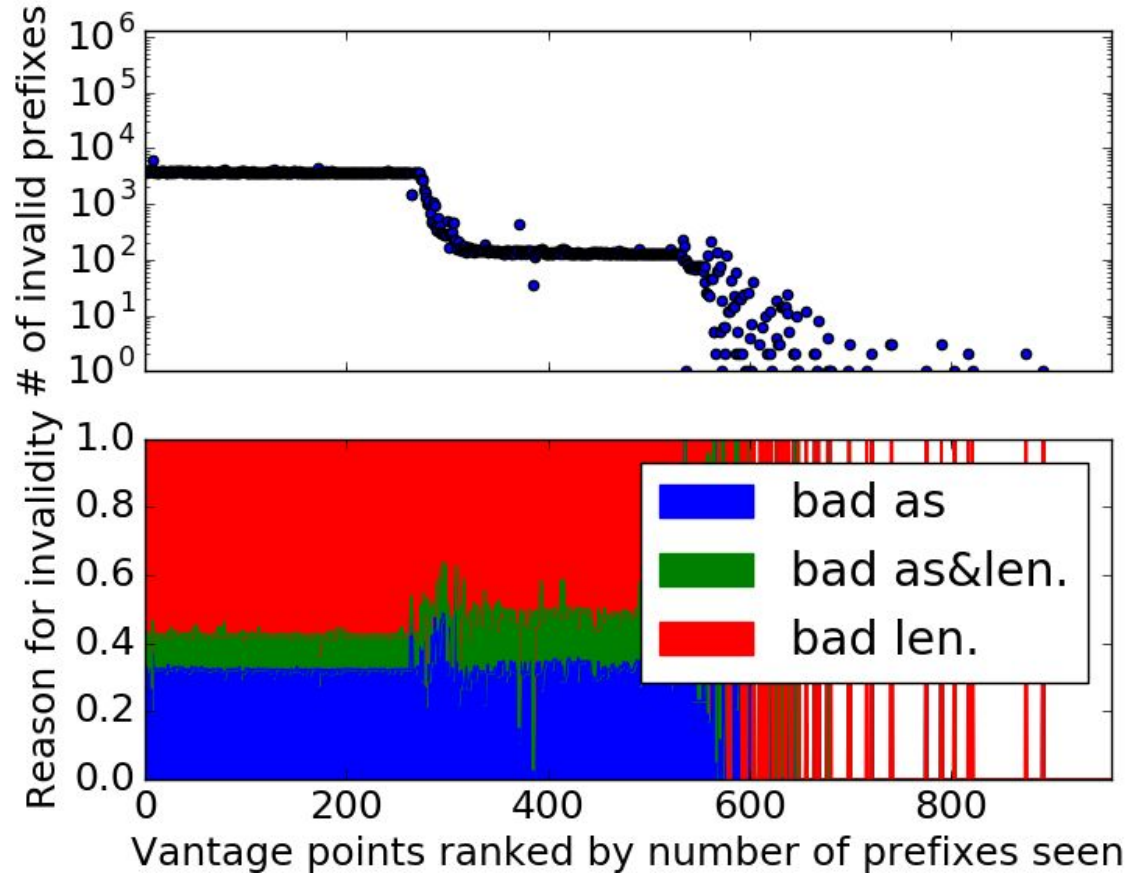 # of invalid prefixes
10^6
10^5
10^4
10^3
10^2
10^1
10^0
Reason for invalidity
1.0
0.8
0.6
0.4
0.2
0.0
bad as
bad as&len.
bad len.
0 200 400 600 800
Vantage points ranked by number of prefixes seen